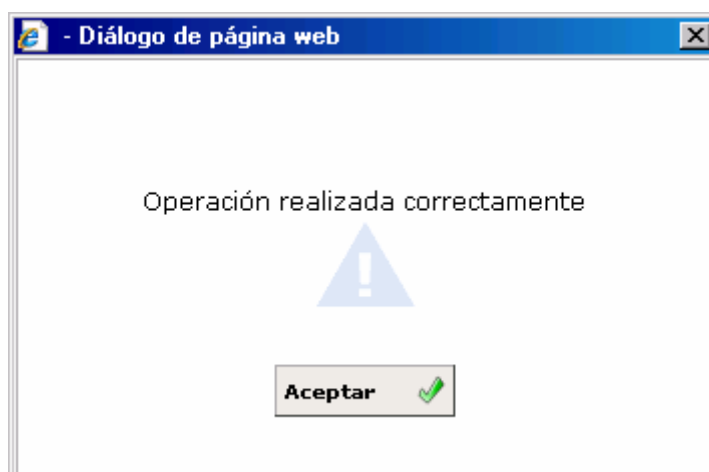 - Diálogo de página web
Operación realizada correctamente
Aceptar